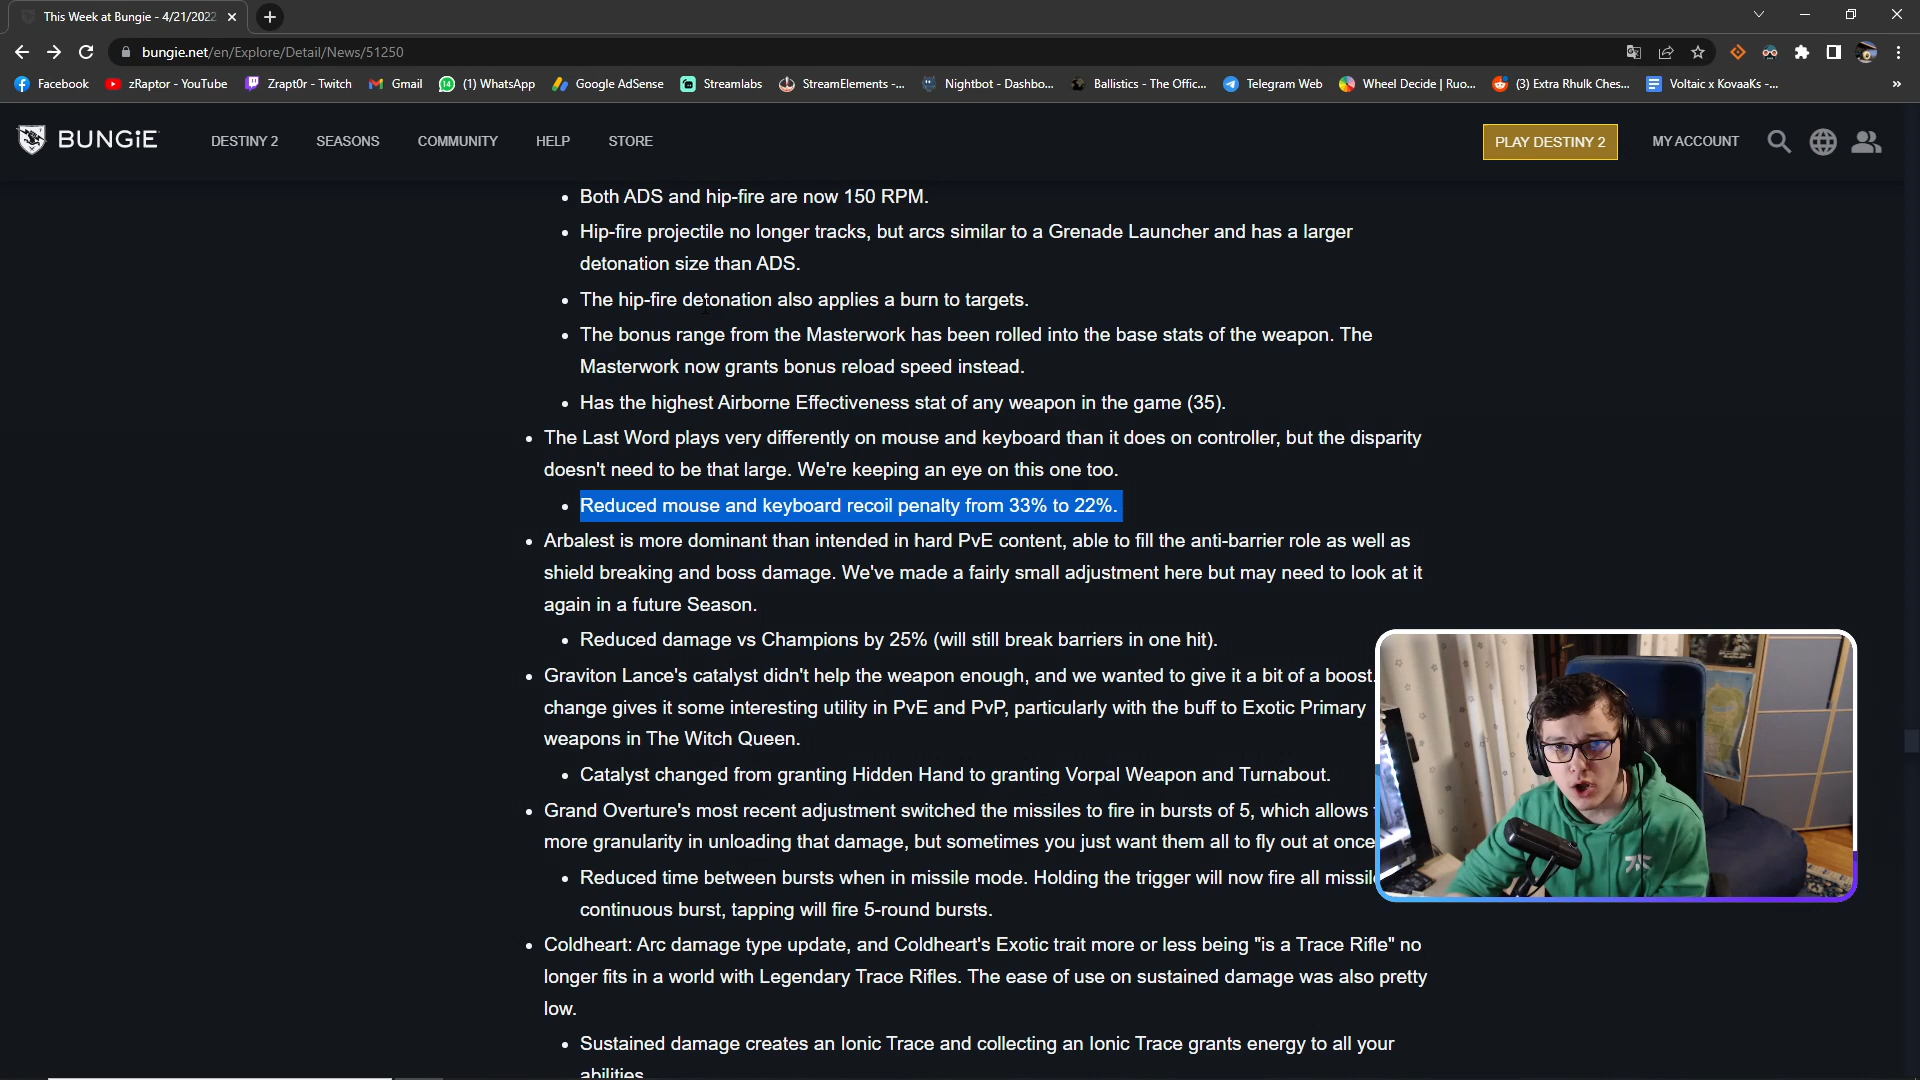 This Week at Bungie - 4/21/2022
bungie.net/en/Explore/Detail/News/51250
Facebook
zRaptor - YouTube
Zrapt0r - Twitch
Gmail
(1) WhatsApp
Google AdSense
Streamlabs
StreamElements -...
Nightbot - Dashbo...
Ballistics - The Offic...
Telegram Web
Wheel Decide | Ruo...
(3) Extra Rhulk Ches...
Voltaic x KovaaKs -...
BUNGiE
DESTINY 2
SEASONS
COMMUNITY
HELP
STORE
PLAY DESTINY 2
MY ACCOUNT
• Both ADS and hip-fire are now 150 RPM.
• Hip-fire projectile no longer tracks, but arcs similar to a Grenade Launcher and has a larger
detonation size than ADS.
• The hip-fire detonation also applies a burn to targets.
• The bonus range from the Masterwork has been rolled into the base stats of the weapon. The
Masterwork now grants bonus reload speed instead.
• Has the highest Airborne Effectiveness stat of any weapon in the game (35).
• The Last Word plays very differently on mouse and keyboard than it does on controller, but the disparity
doesn't need to be that large. We're keeping an eye on this one too.
• Reduced mouse and keyboard recoil penalty from 33% to 22%.
• Arbalest is more dominant than intended in hard PvE content, able to fill the anti-barrier role as well as
shield breaking and boss damage. We've made a fairly small adjustment here but may need to look at it
again in a future Season.
• Reduced damage vs Champions by 25% (will still break barriers in one hit).
• Graviton Lance's catalyst didn't help the weapon enough, and we wanted to give it a bit of a boost.
change gives it some interesting utility in PvE and PvP, particularly with the buff to Exotic Primary
weapons in The Witch Queen.
• Catalyst changed from granting Hidden Hand to granting Vorpal Weapon and Turnabout.
• Grand Overture's most recent adjustment switched the missiles to fire in bursts of 5, which allows
more granularity in unloading that damage, but sometimes you just want them all to fly out at once
• Reduced time between bursts when in missile mode. Holding the trigger will now fire all
continuous burst, tapping will fire 5-round bursts.
• Coldheart: Arc damage type update, and Coldheart's Exotic trait more or less being "is a Trace Rifle" no
longer fits in a world with Legendary Trace Rifles. The ease of use on sustained damage was also pretty
low.
• Sustained damage creates an Ionic Trace and collecting an Ionic Trace grants energy to all your
abilities